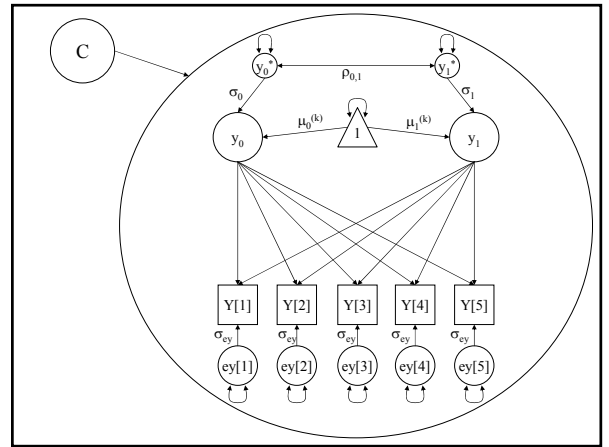 C
y₀* y₁*
ρ₀,₁
σ₀ σ₁
μ₀⁽ᵏ⁾ μ₁⁽ᵏ⁾
y₀ 1 y₁
Y[1] Y[2] Y[3] Y[4] Y[5]
σₑy σₑy σₑy σₑy σₑy
ey[1] ey[2] ey[3] ey[4] ey[5]